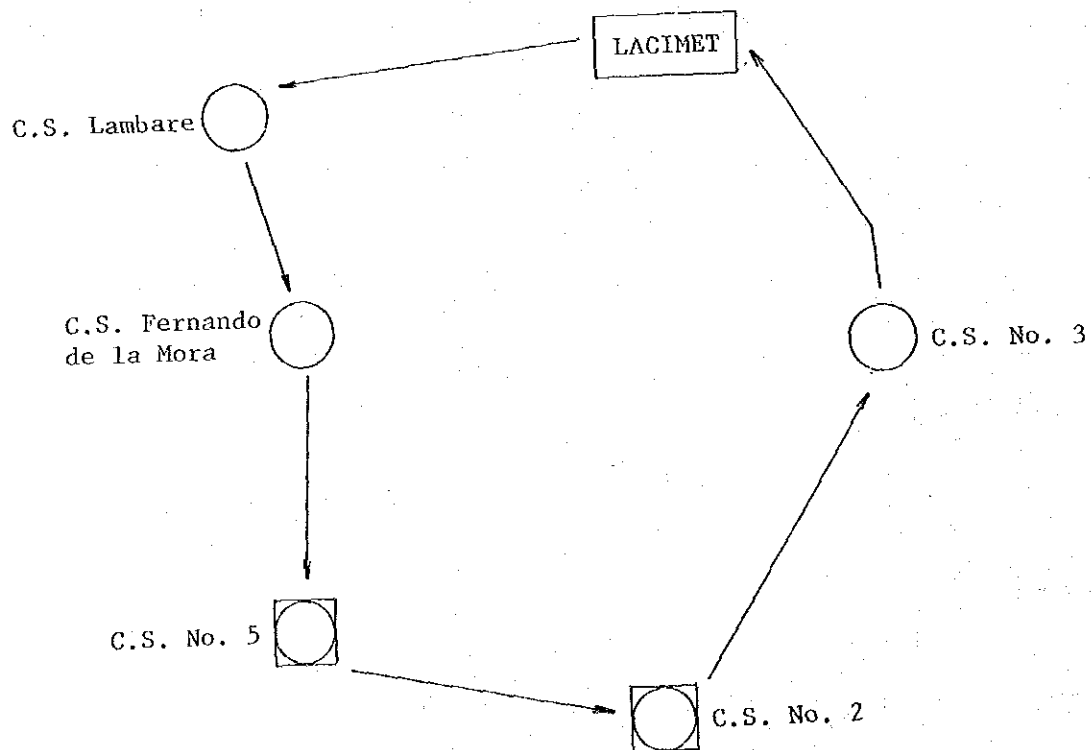 LACIMET
C.S. Lambare
C.S. Fernando
de la Mora
C.S. No. 3
C.S. No. 5
C.S. No. 2